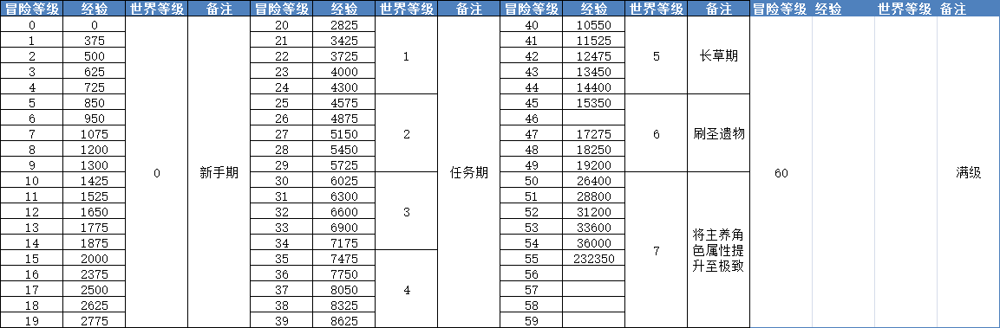 冒险等级 经验 世界等级 备注 冒险等级 经验 世界等级 备注 冒险等级 经验 世界等级 备注 冒险等级 经验 世界等级 备注
0 0 20 2825 40 10550
1 375 21 3425 41 11525
2 500 22 3725 1 42 12475 5 长草期
3 625 23 4000 43 13450
4 725 24 4300 44 14400
5 850 25 4575 45 15350
6 950 26 4875 46
7 1075 27 5150 2 47 17275 6 刷圣遗物
8 1200 28 5450 48 18250
9 1300 29 5725 49 19200
10 1425 0 新手期 30 6025 任务期 50 26400 60 满级
11 1525 31 6300 51 28800
12 1650 32 6600 3 52 31200
13 1775 33 6900 53 33600 将主养角
14 1875 34 7175 54 36000 7 色属性提
15 2000 35 7475 55 232350 升至极致
16 2375 36 7750 56
17 2500 37 8050 4 57
18 2625 38 8325 58
19 2775 39 8625 59